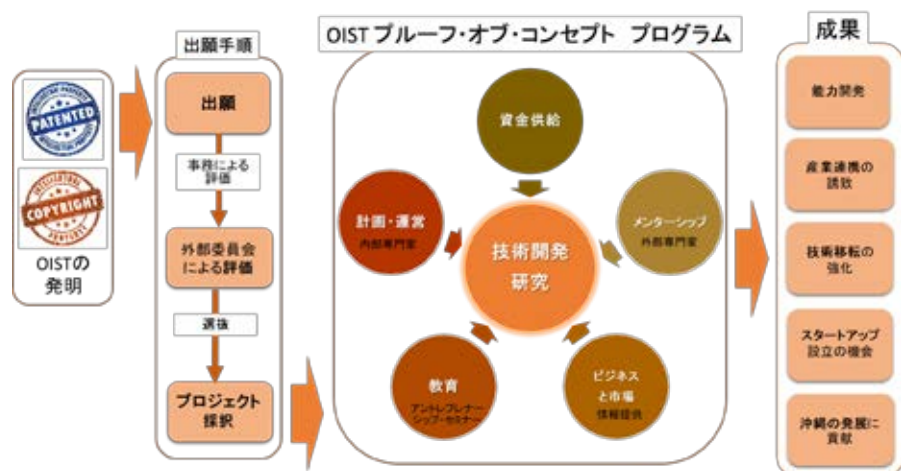 出願手順
OIST プルーフ・オブ・コンセプト プログラム
成果
PATENTED
COPYRIGHT
OISTの
発明
出願
事務による
評価
外部委員会
による評価
選抜
プロジェクト
採択
資金供給
計画・運営
内部専門家
メンターシップ
外部専門家
技術開発
研究
教育
アントレプレナー
シップ・セミナー
ビジネス
と市場
情報提供
能力開発
産業連携の
誘致
技術移転の
強化
スタートアップ
設立の機会
沖縄の発展に
貢献